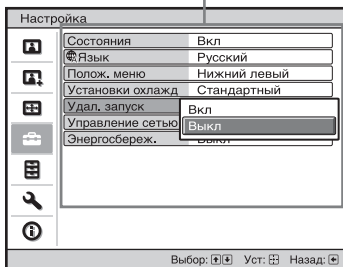 Настройка
Состояния Вкл
Язык Русский
Полож. меню Нижний левый
Установки охлажд Стандартный
Удал. запуск Вкл
Управление сетью Выкл
Энергосбереж. Выкл
Выбор: Уст: Назад: